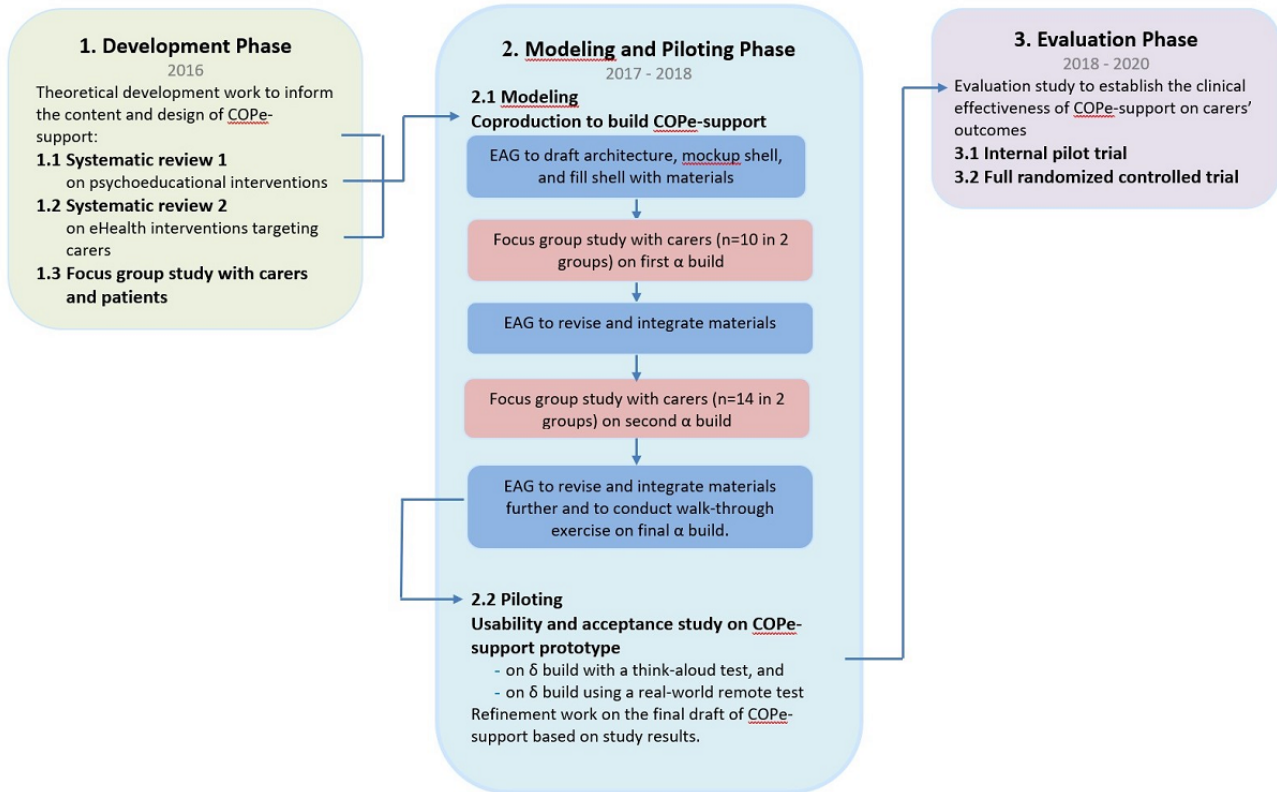 1. Development Phase
2016
Theoretical development work to inform
the content and design of COPe-
support:
1.1 Systematic review 1
on psychoeducational interventions
1.2 Systematic review 2
on eHealth interventions targeting
carers
1.3 Focus group study with carers
and patients
2. Modeling and Piloting Phase
2017 - 2018
2.1 Modeling
Coproduction to build COPe-support
EAG to draft architecture, mockup shell,
and fill shell with materials
Focus group study with carers (n=10 in 2
groups) on first α build
EAG to revise and integrate materials
Focus group study with carers (n=14 in 2
groups) on second α build
EAG to revise and integrate materials
further and to conduct walk-through
exercise on final α build.
2.2 Piloting
Usability and acceptance study on COPe-
support prototype
- on δ build with a think-aloud test, and
- on δ build using a real-world remote test
Refinement work on the final draft of COPe-
support based on study results.
3. Evaluation Phase
2018 - 2020
Evaluation study to establish the clinical
effectiveness of COPe-support on carers'
outcomes
3.1 Internal pilot trial
3.2 Full randomized controlled trial